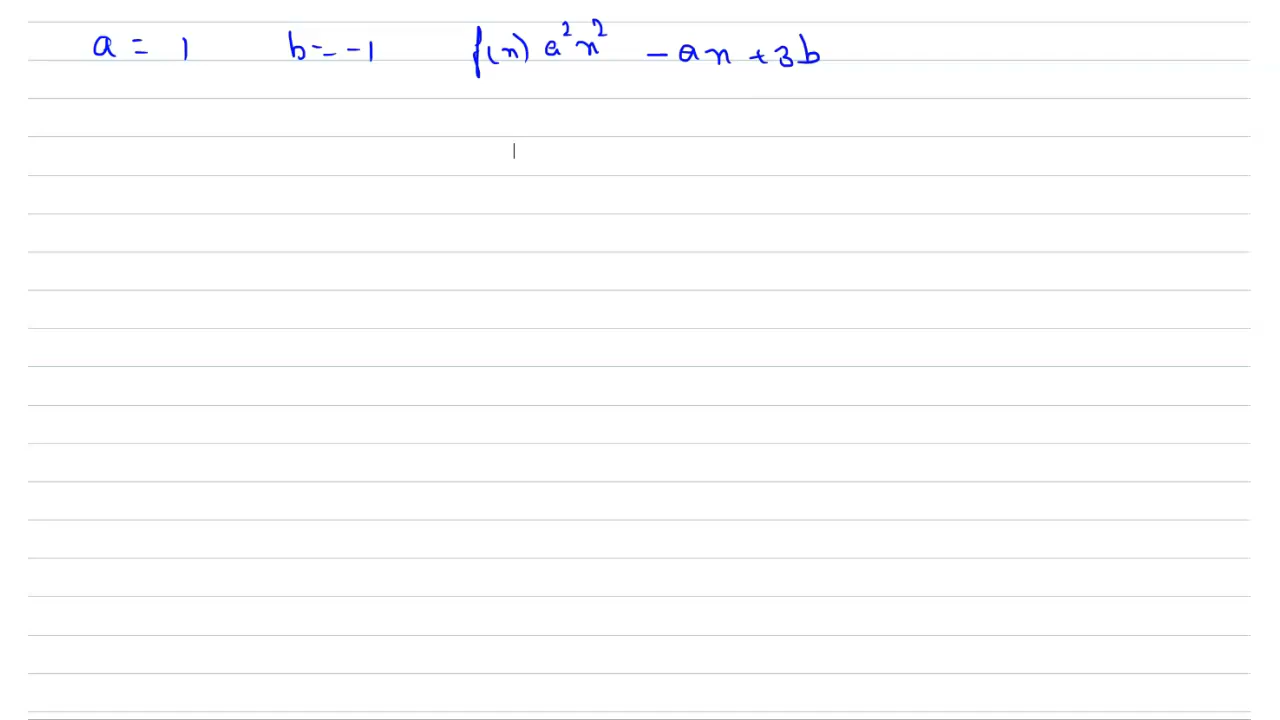 a = 1 b = -1 f(x) a²x² - ax + 3b